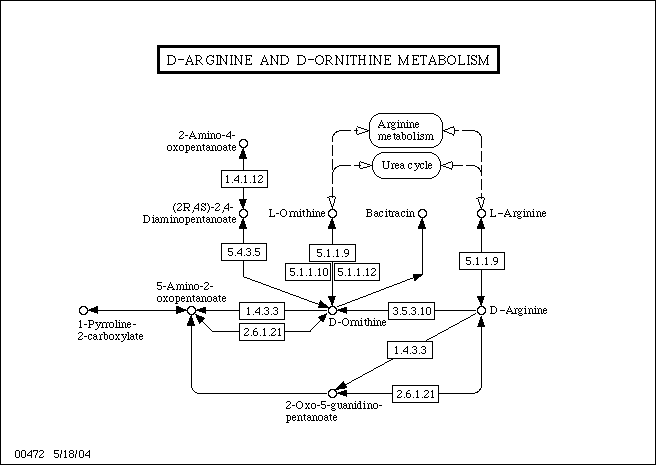 D-ARGININE AND D-ORNITHINE METABOLISM
Arginine
metabolism
2-Amino-4-
oxopentanoate
Urea cycle
1.4.1.12
(2R,4S)-2,4-
Diaminopentanoate
L-Ornithine
Bacitracin
L-Arginine
5.4.3.5
5.1.1.9
5.1.1.9
5.1.1.10
5.1.1.12
5-Amino-2-
oxopentanoate
1.4.3.3
3.5.3.10
D-Ornithine
D-Arginine
1-Pyrroline-
2-carboxylate
2.6.1.21
1.4.3.3
2.6.1.21
2-Oxo-5-guanidino-
pentanoate
00472 5/18/04